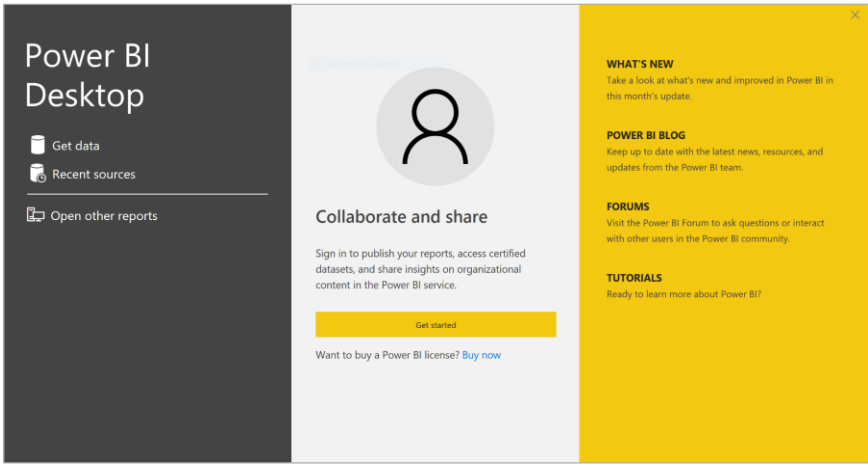 Power BI
Desktop
Get data
Recent sources
Open other reports
Collaborate and share
Sign in to publish your reports, access certified
datasets, and share insights on organizational
content in the Power BI service.
Get started
Want to buy a Power BI license? Buy now
WHAT'S NEW
Take a look at what's new and improved in Power BI in
this month's update.
POWER BI BLOG
Keep up to date with the latest news, resources, and
updates from the Power BI team.
FORUMS
Visit the Power BI Forum to ask questions or interact
with other users in the Power BI community.
TUTORIALS
Ready to learn more about Power BI?